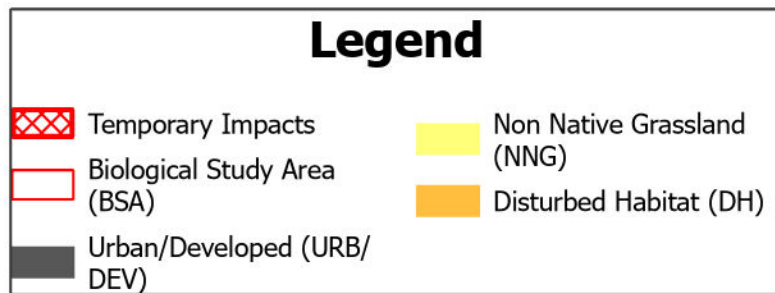 Legend
Temporary Impacts
Biological Study Area
(BSA)
Urban/Developed (URB/
DEV)
Non Native Grassland
(NNG)
Disturbed Habitat (DH)